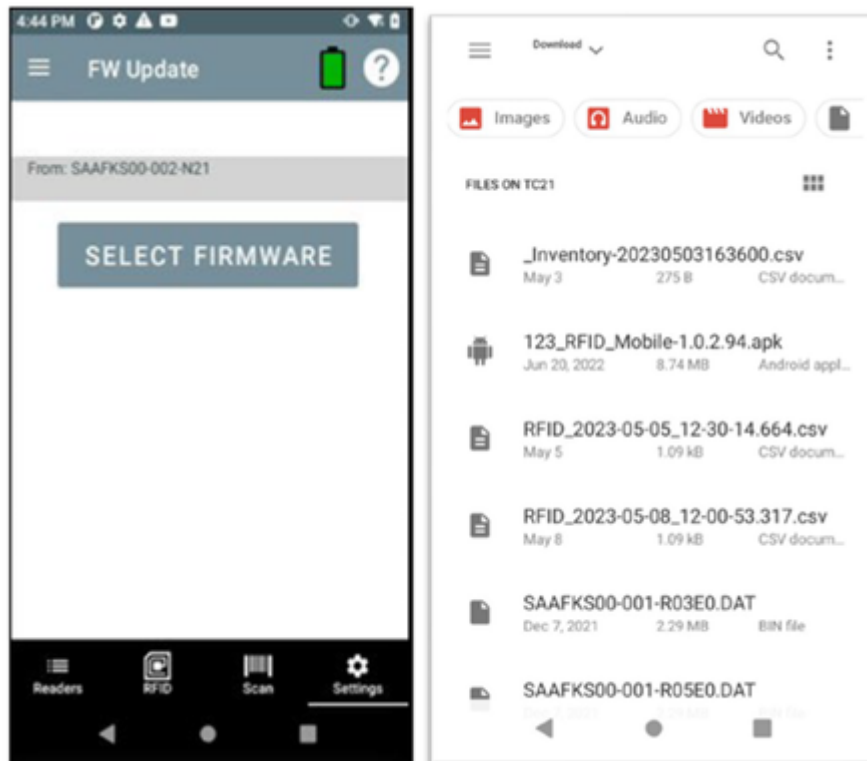 4:44 PM
FW Update
?
From: SAAFKS00-002-N21
SELECT FIRMWARE
Readers
RFID
Scan
Settings
Download
Images
Audio
Videos
FILES ON TC21
_Inventory-20230503163600.csv
May 3 275 B CSV docum...
123_RFID_Mobile-1.0.2.94.apk
Jun 20, 2022 8.74 MB Android appl...
RFID_2023-05-05_12-30-14.664.csv
May 5 1.09 kB CSV docum...
RFID_2023-05-08_12-00-53.317.csv
May 8 1.09 kB CSV docum...
SAAFKS00-001-R03E0.DAT
Dec 7, 2021 2.29 MB BIN file
SAAFKS00-001-R05E0.DAT